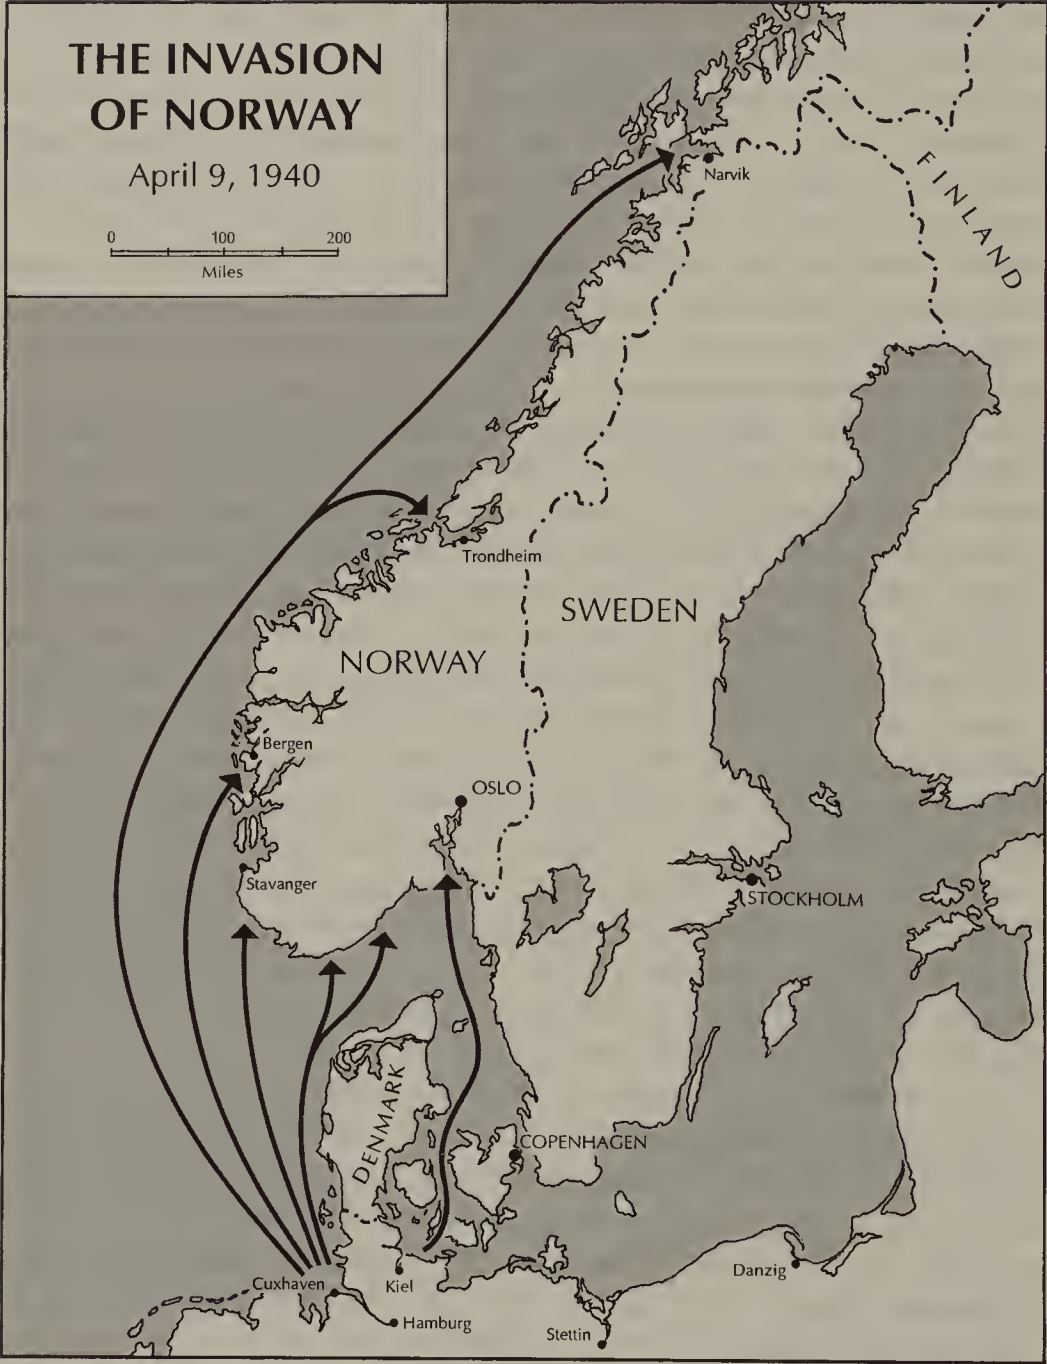 THE INVASION
OF NORWAY
April 9, 1940
0 100 200
Miles
Narvik
FINLAND
Trondheim
SWEDEN
NORWAY
Bergen
OSLO
Stavanger
STOCKHOLM
DENMARK
COPENHAGEN
Danzig
Cuxhaven
Kiel
Hamburg
Stettin